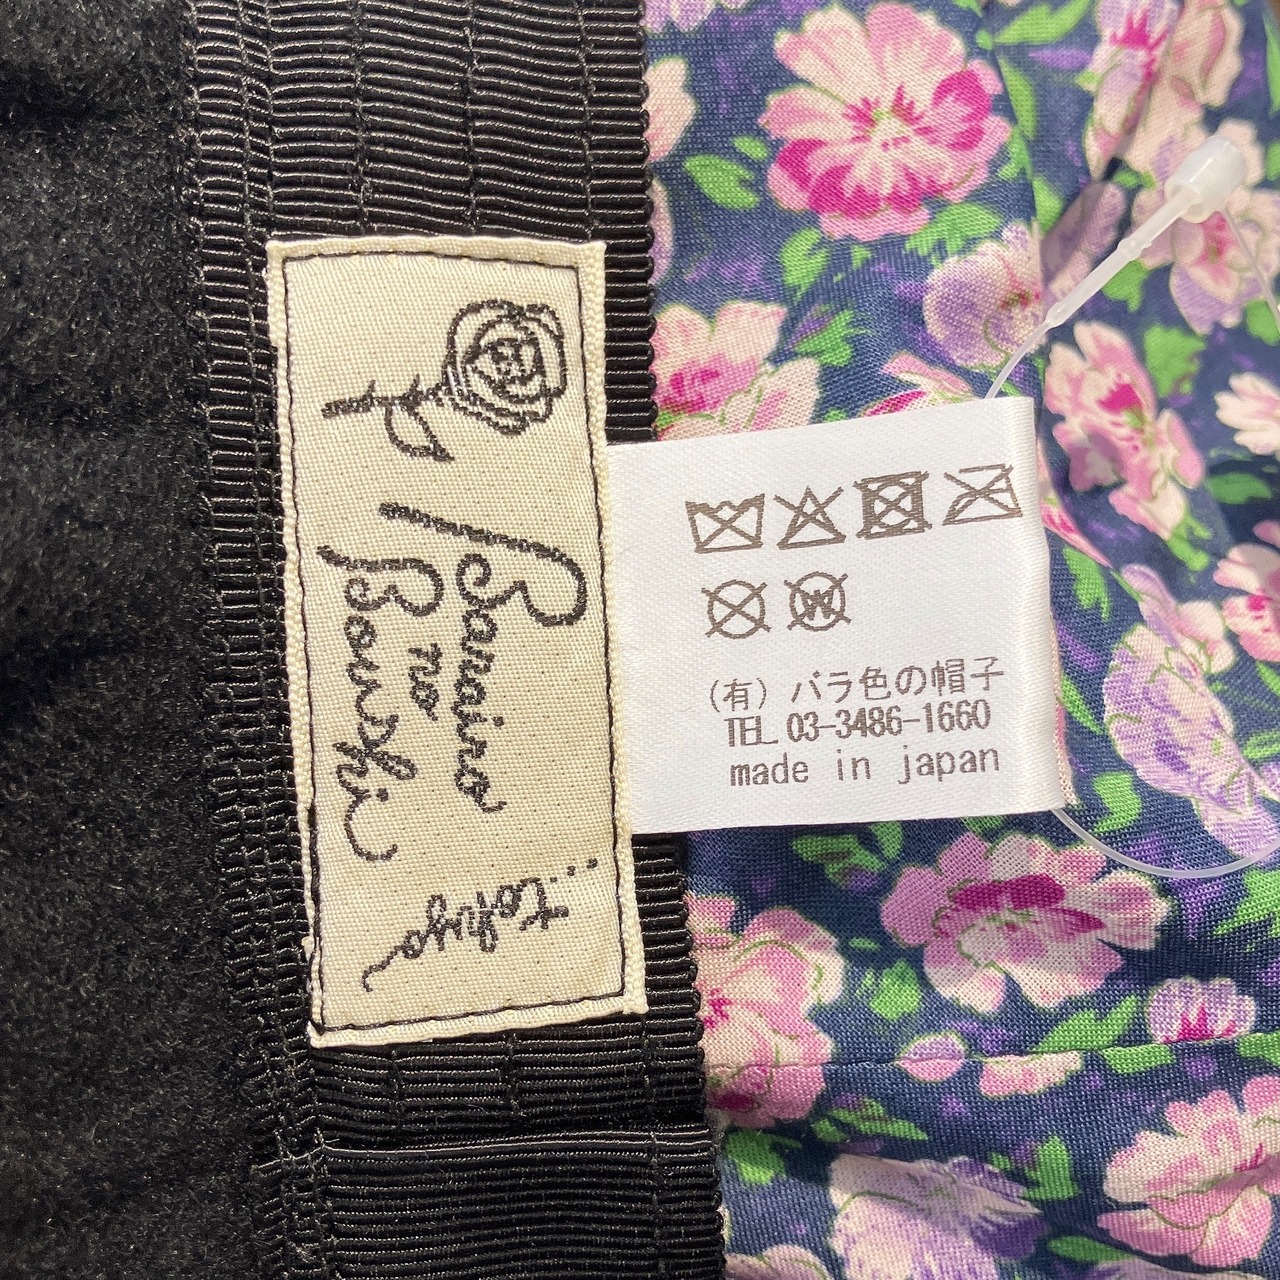 Barairo
no
Boushi
...tokyo
W
(有) バラ色の帽子
TEL 03-3486-1660
made in japan